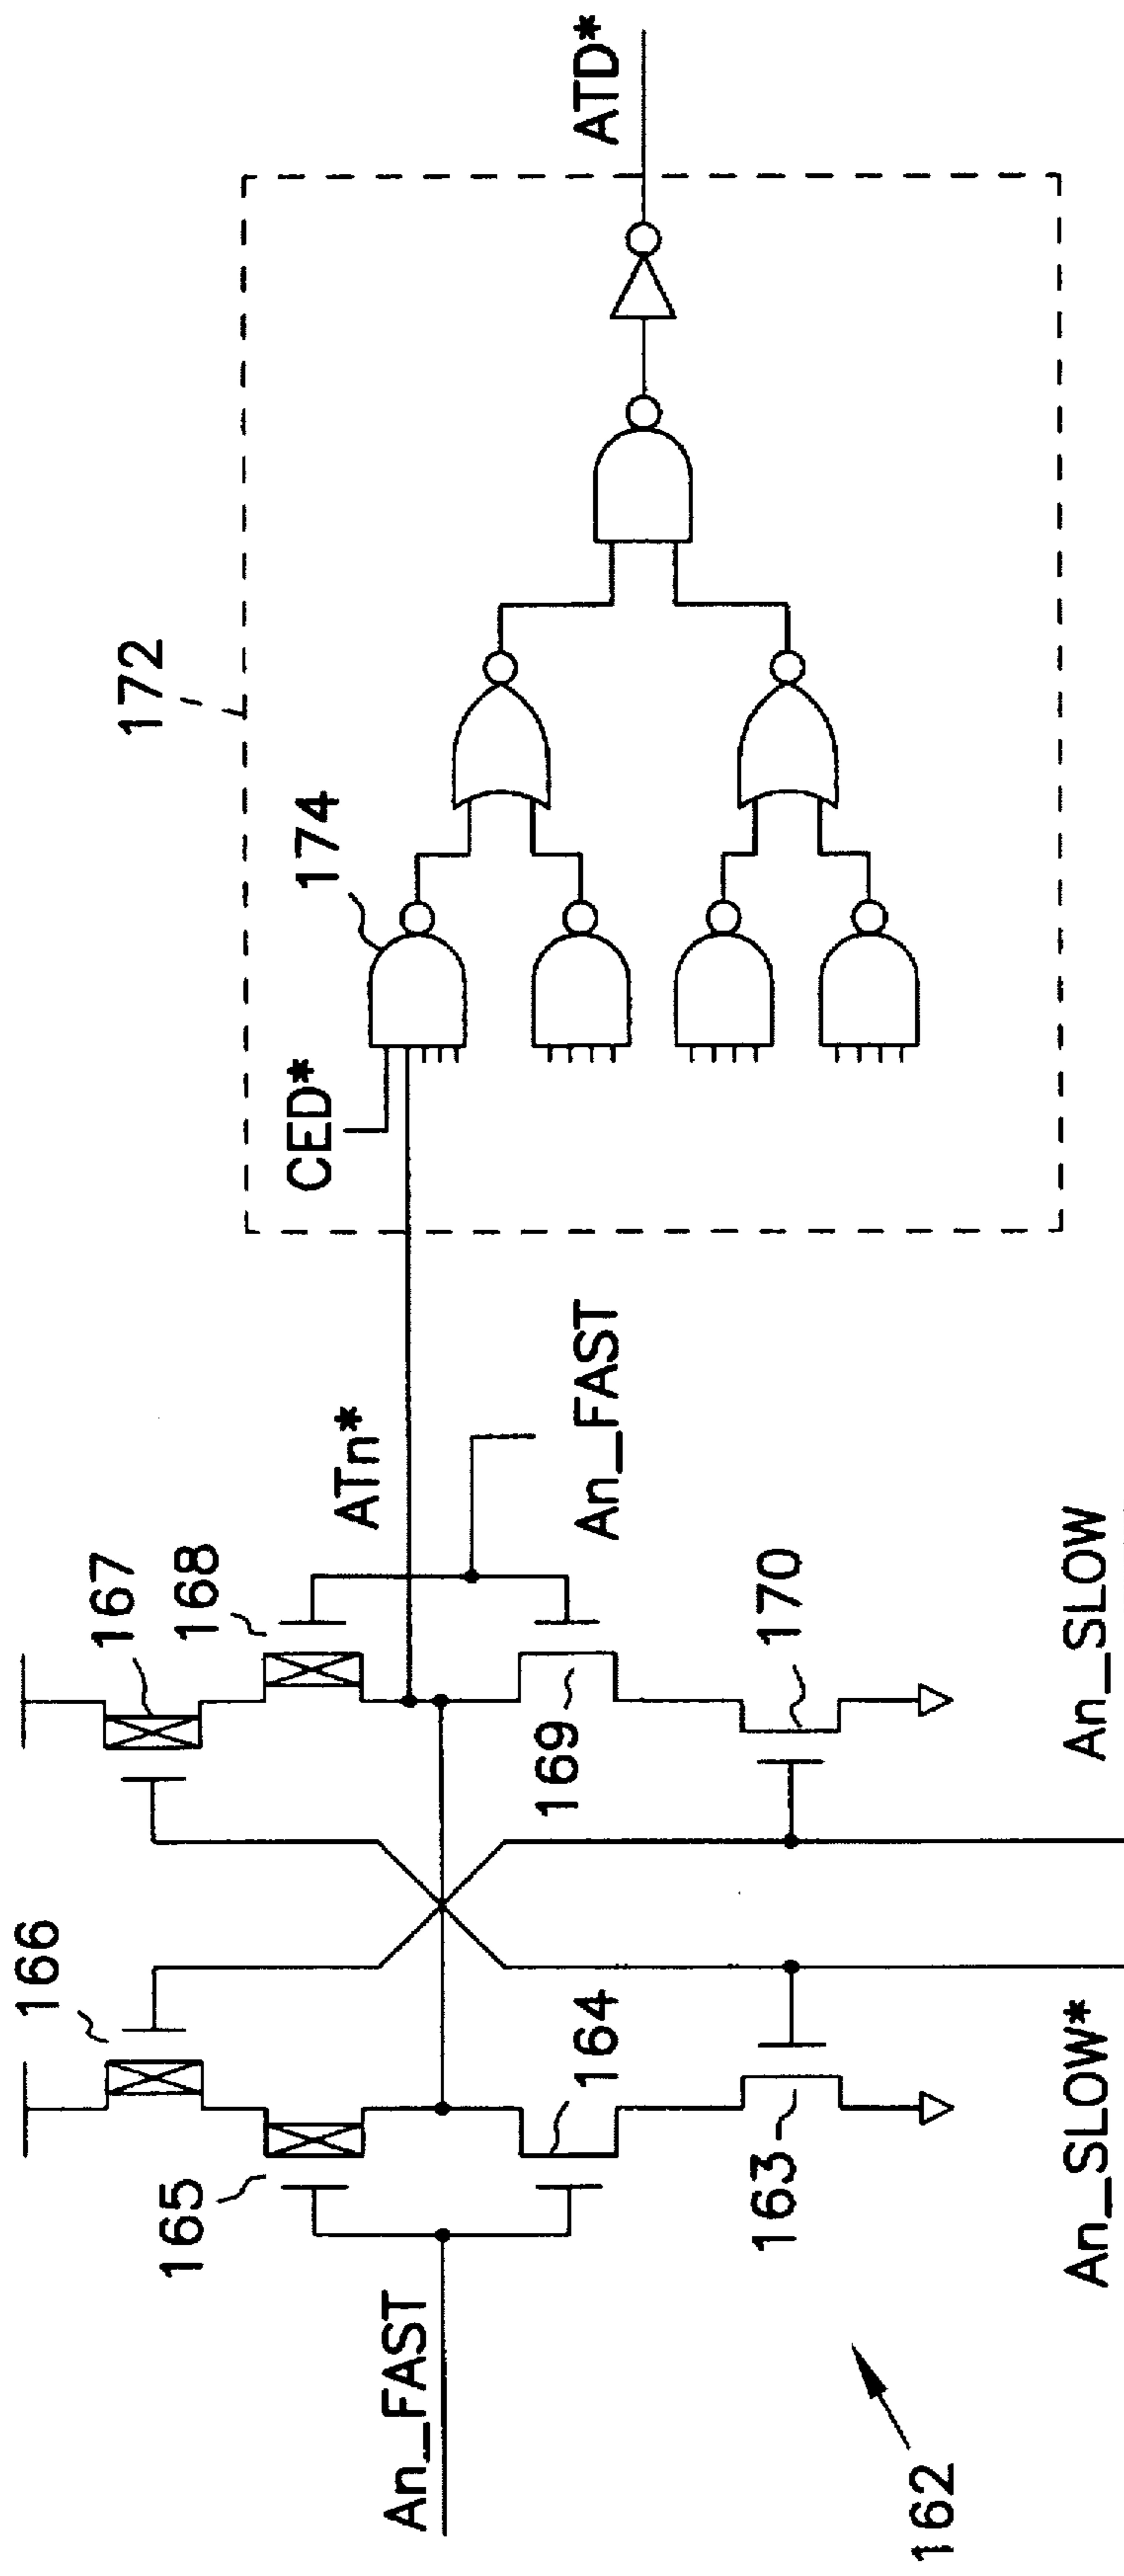 166
167
168
165
164
163
169
170
An_FAST
An_FAST
ATn*
An_SLOW*
An_SLOW
162
172
174
CED*
ATD*